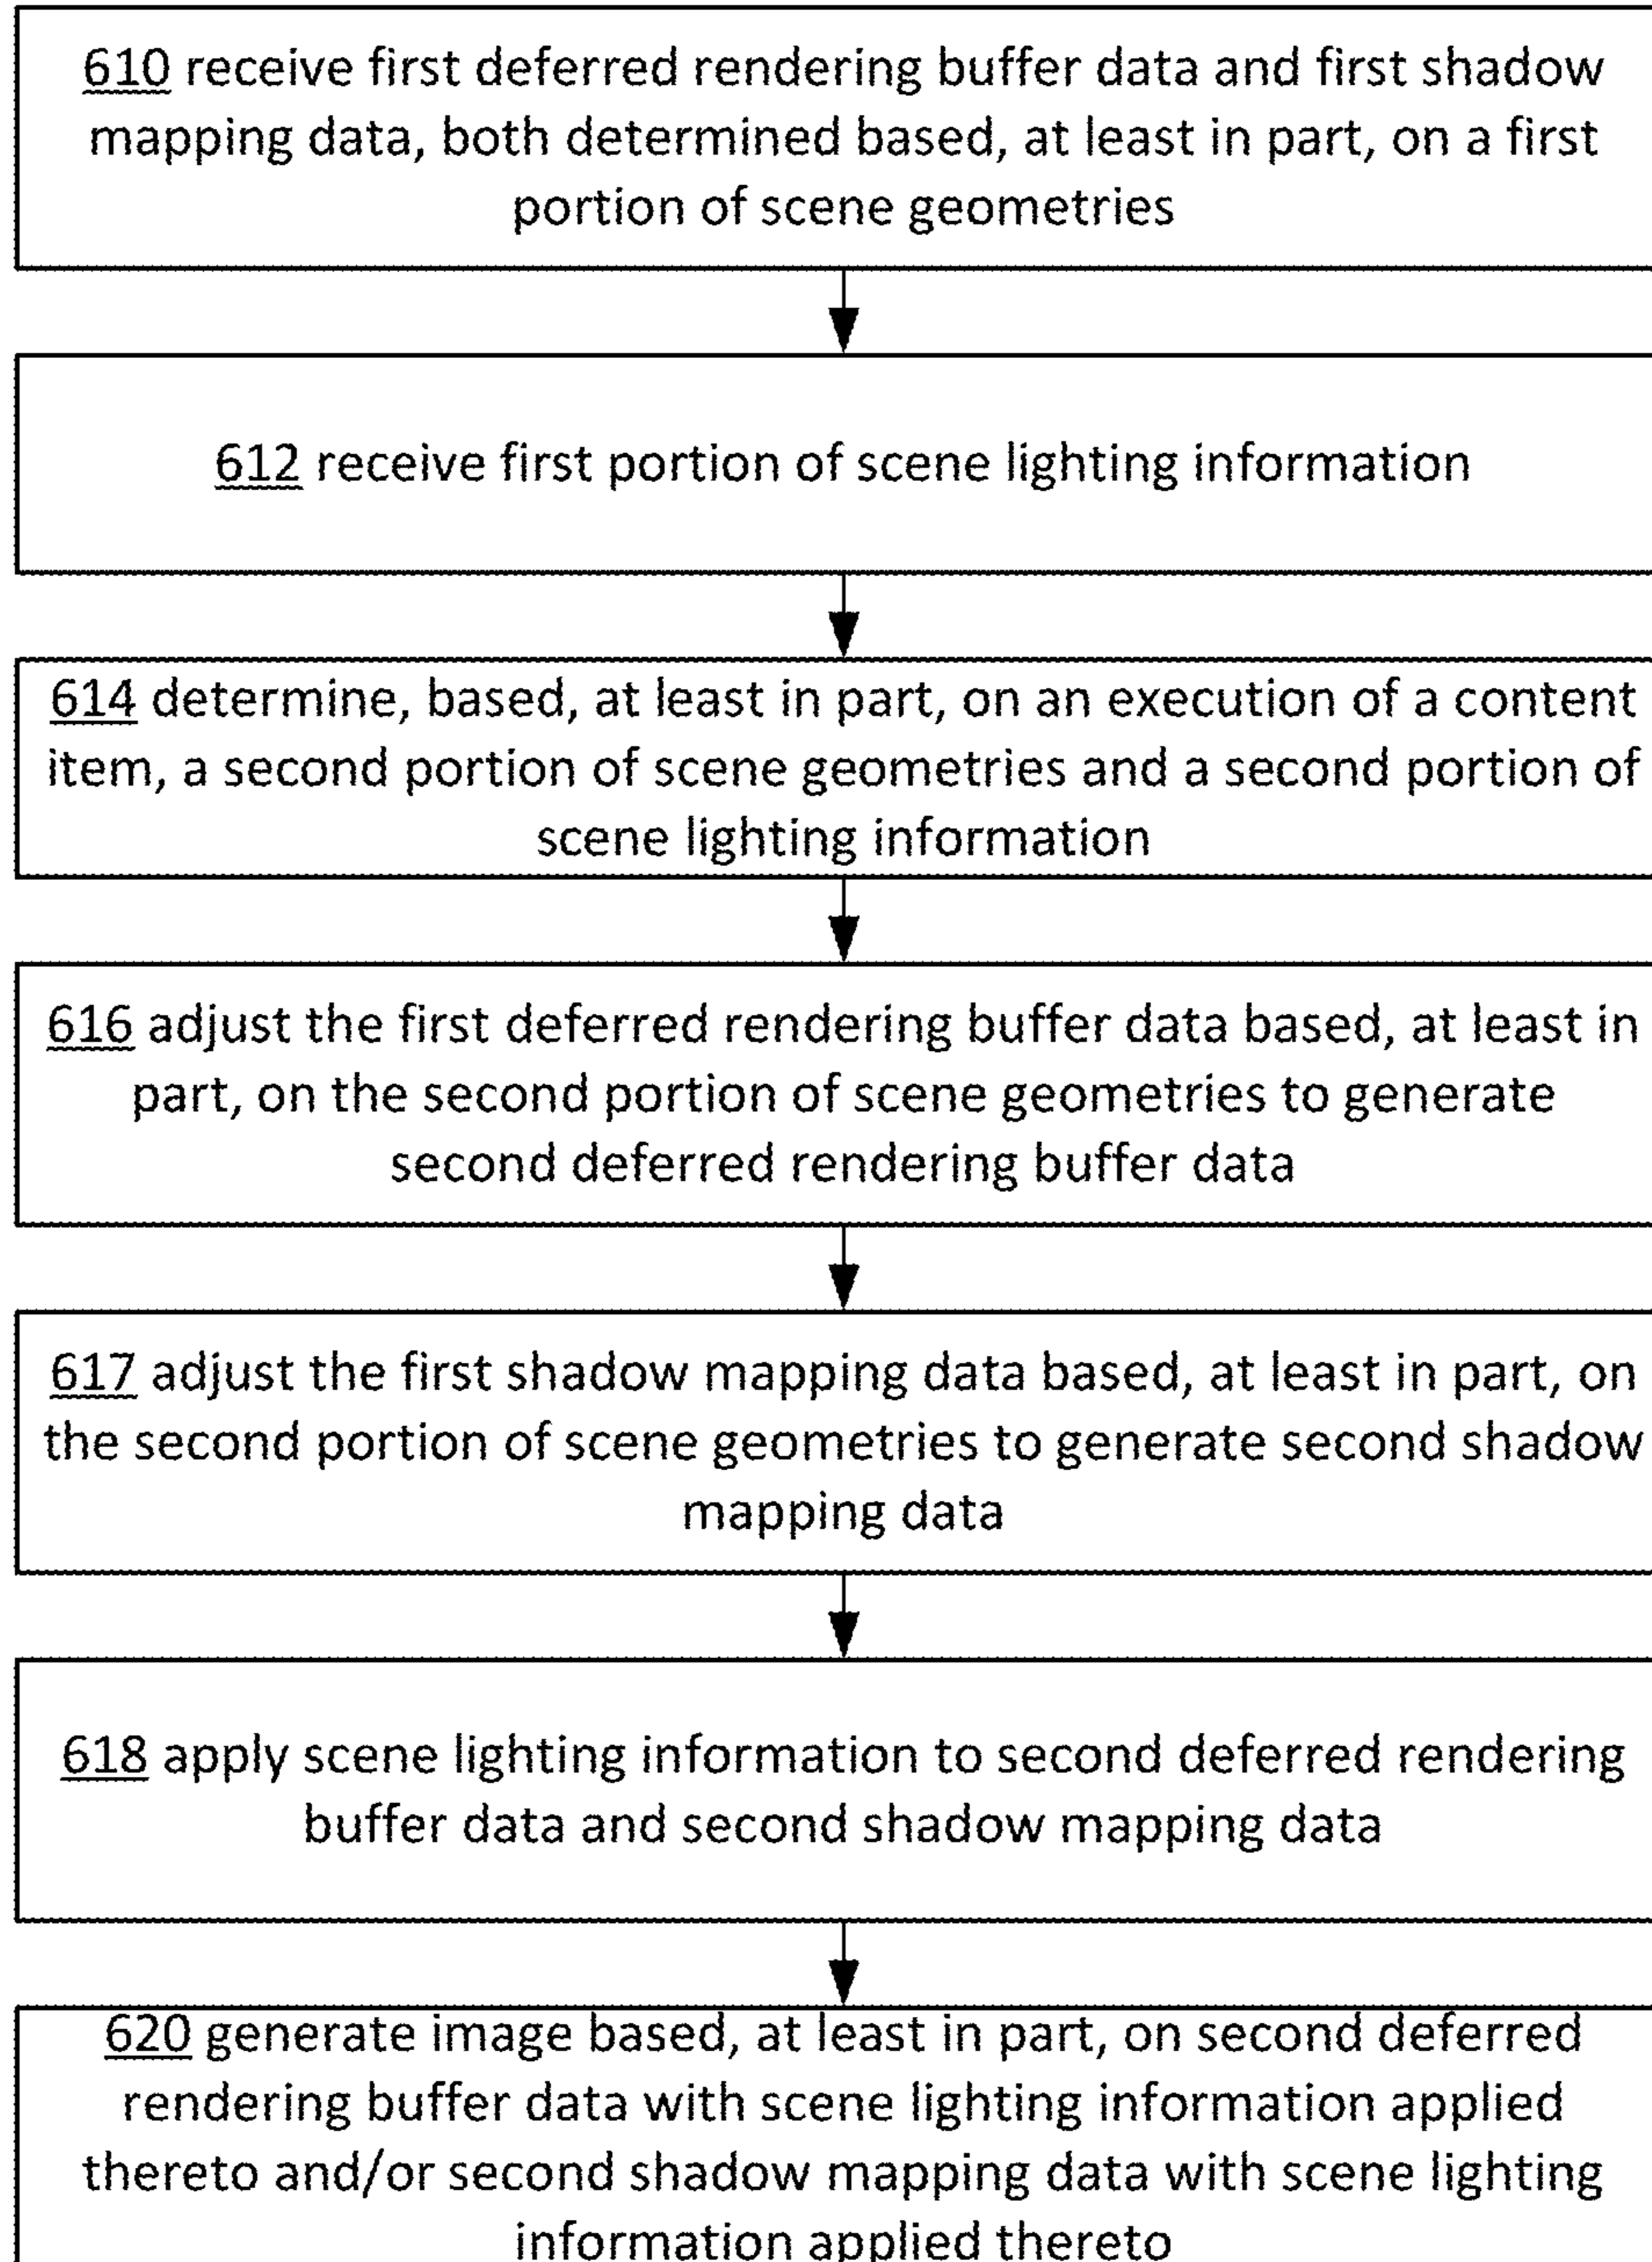 610 receive first deferred rendering buffer data and first shadow
mapping data, both determined based, at least in part, on a first
portion of scene geometries
612 receive first portion of scene lighting information
614 determine, based, at least in part, on an execution of a content
item, a second portion of scene geometries and a second portion of
scene lighting information
616 adjust the first deferred rendering buffer data based, at least in
part, on the second portion of scene geometries to generate
second deferred rendering buffer data
617 adjust the first shadow mapping data based, at least in part, on
the second portion of scene geometries to generate second shadow
mapping data
618 apply scene lighting information to second deferred rendering
buffer data and second shadow mapping data
620 generate image based, at least in part, on second deferred
rendering buffer data with scene lighting information applied
thereto and/or second shadow mapping data with scene lighting
information applied thereto